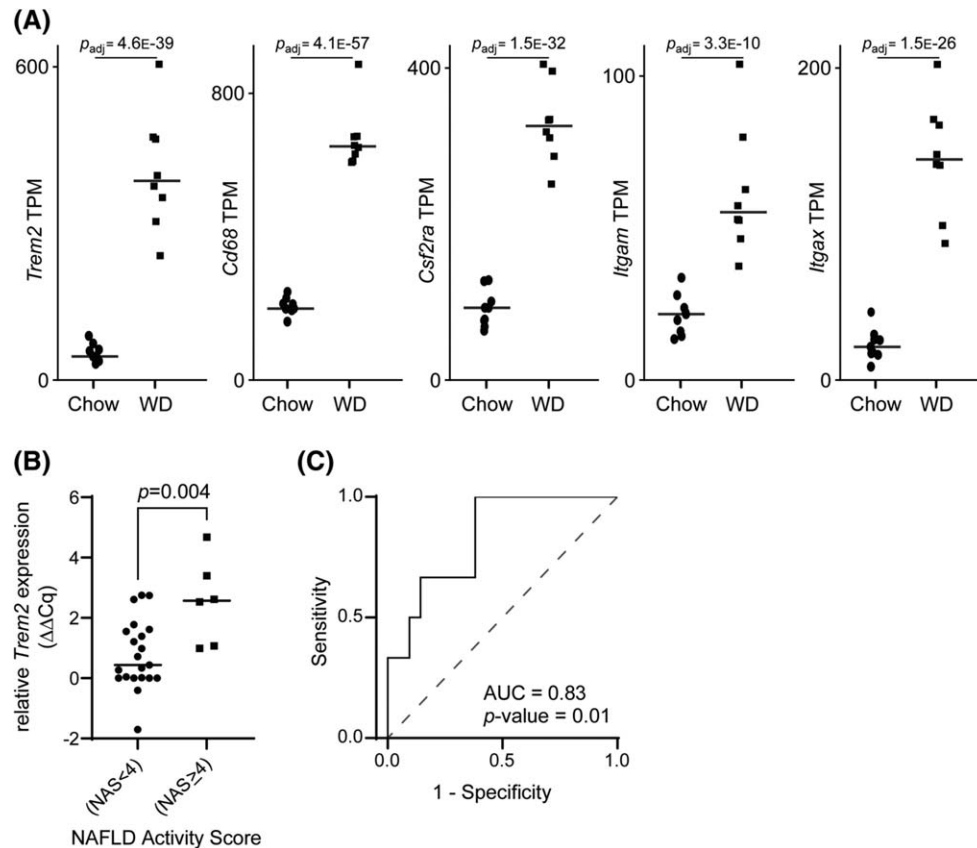 (A)
p_adj = 4.6E-39
600
Trem2 TPM
0
Chow WD
p_adj = 4.1E-57
800
Cd68 TPM
0
Chow WD
p_adj = 1.5E-32
400
Csf2ra TPM
0
Chow WD
p_adj = 3.3E-10
100
Itgam TPM
0
Chow WD
p_adj = 1.5E-26
200
Itgax TPM
0
Chow WD
(B)
p=0.004
6
4
2
0
-2
relative Trem2 expression
(ΔΔCq)
(NAS<4)
(NAS≥4)
NAFLD Activity Score
(C)
1.0
0.5
0.0
Sensitivity
AUC = 0.83
p-value = 0.01
0.0 0.5 1.0
1 - Specificity